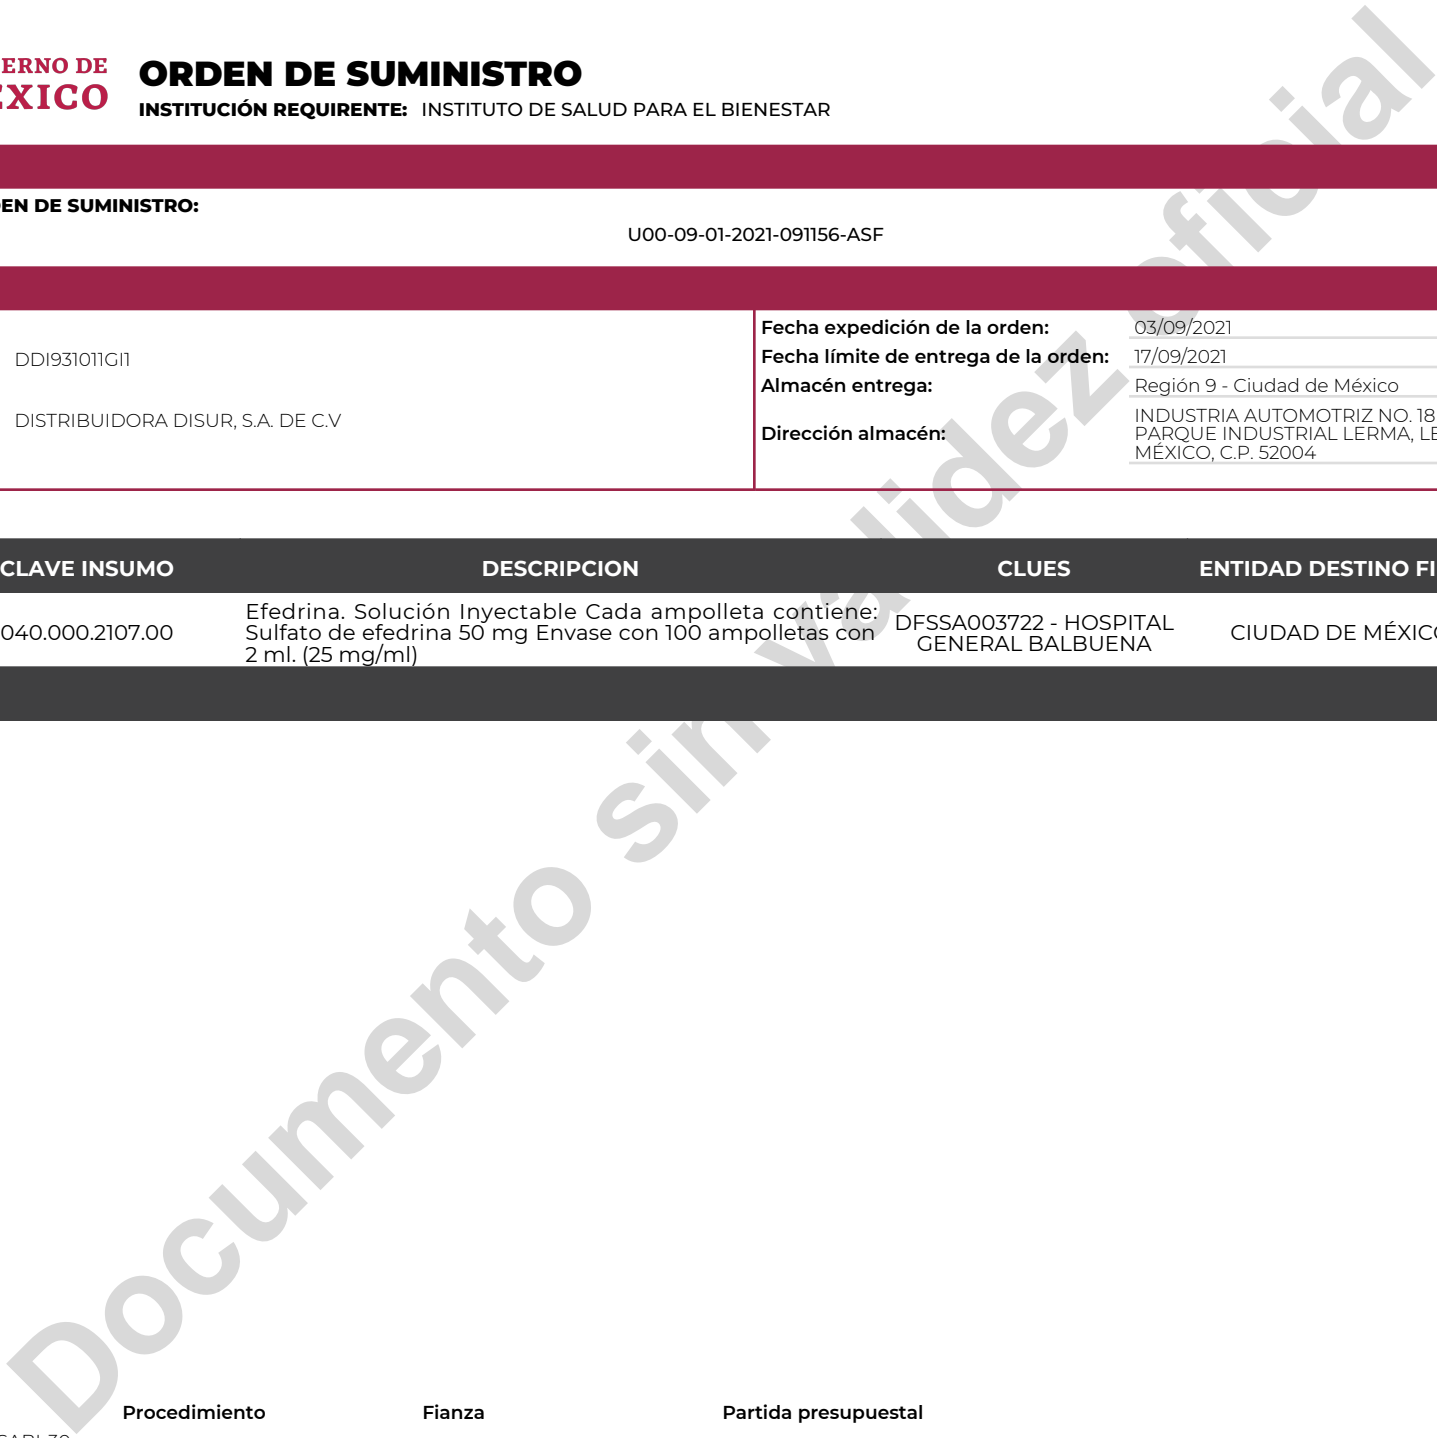 ERNO DE
ORDEN DE SUMINISTRO
INSTITUCIÓN REQUIRENTE: INSTITUTO DE SALUD PARA EL BIENESTAR
EN DE SUMINISTRO:
U00-09-01-2021-091156-ASF
DDI931011GI1
DISTRIBUIDORA DISUR, S.A. DE C.V
Fecha expedición de la orden: 03/09/2021
Fecha límite de entrega de la orden: 17/09/2021
Almacén entrega: Región 9 - Ciudad de México
Dirección almacén:
INDUSTRIA AUTOMOTRIZ NO. 18
PARQUE INDUSTRIAL LERMA, LE
MÉXICO, C.P. 52004
CLAVE INSUMO DESCRIPCION CLUES ENTIDAD DESTINO FI
040.000.2107.00
Efedrina. Solución Inyectable Cada ampolleta contiene:
Sulfato de efedrina 50 mg Envase con 100 ampolletas con
2 ml. (25 mg/ml)
DFSSA003722 - HOSPITAL
GENERAL BALBUENA
CIUDAD DE MÉXICO
Documento sin validez oficial
Procedimiento Fianza Partida presupuestal